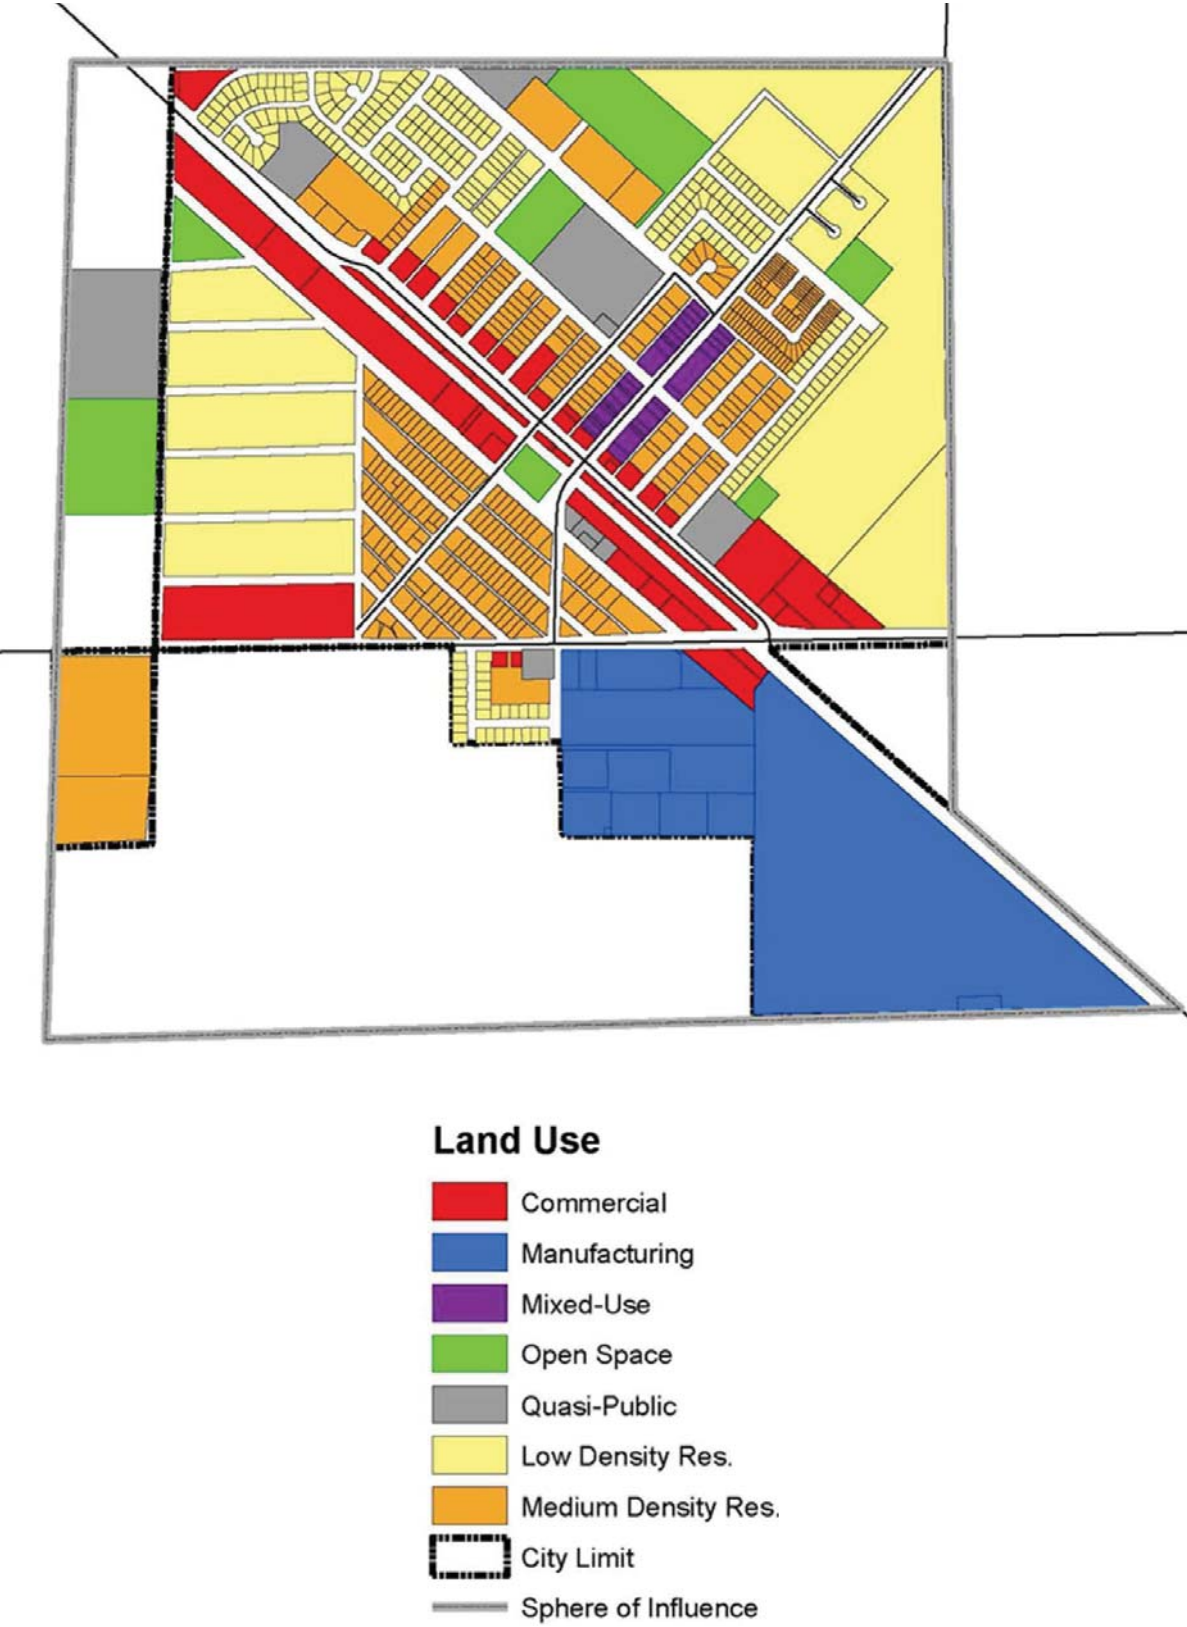 Land Use
Commercial
Manufacturing
Mixed-Use
Open Space
Quasi-Public
Low Density Res.
Medium Density Res.
City Limit
Sphere of Influence